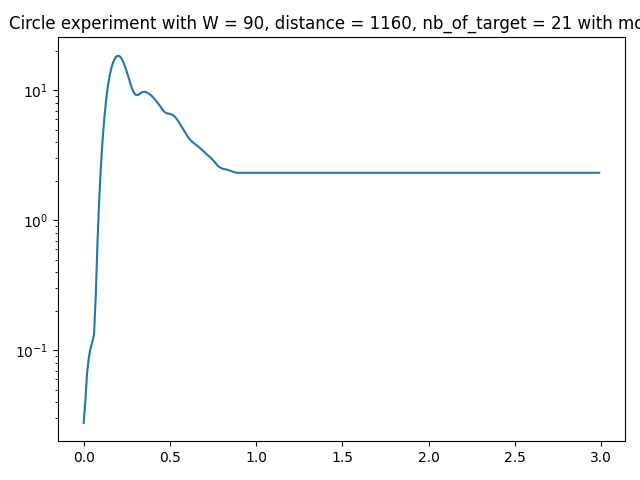 Circle experiment with W = 90, distance = 1160, nb_of_target = 21 with
10¹
10⁰
10⁻¹
0.0 0.5 1.0 1.5 2.0 2.5 3.0